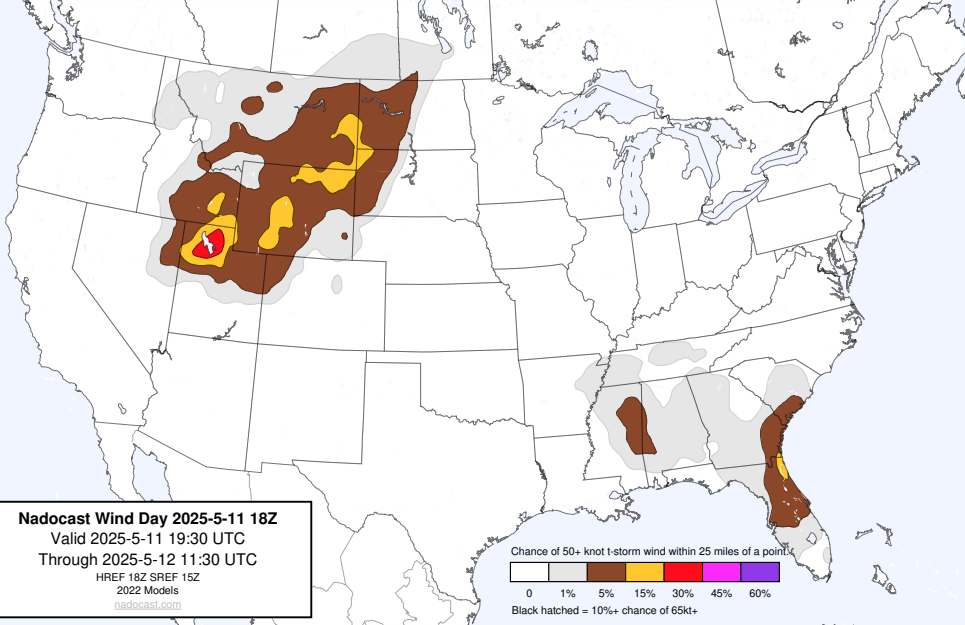 Nadocast Wind Day 2025-5-11 18Z
Valid 2025-5-11 19:30 UTC
Through 2025-5-12 11:30 UTC
HREF 18Z SREF 15Z
2022 Models
nadocast.com
Chance of 50+ knot t-storm wind within 25 miles of a point.
0 1% 5% 15% 30% 45% 60%
Black hatched = 10%+ chance of 65kt+